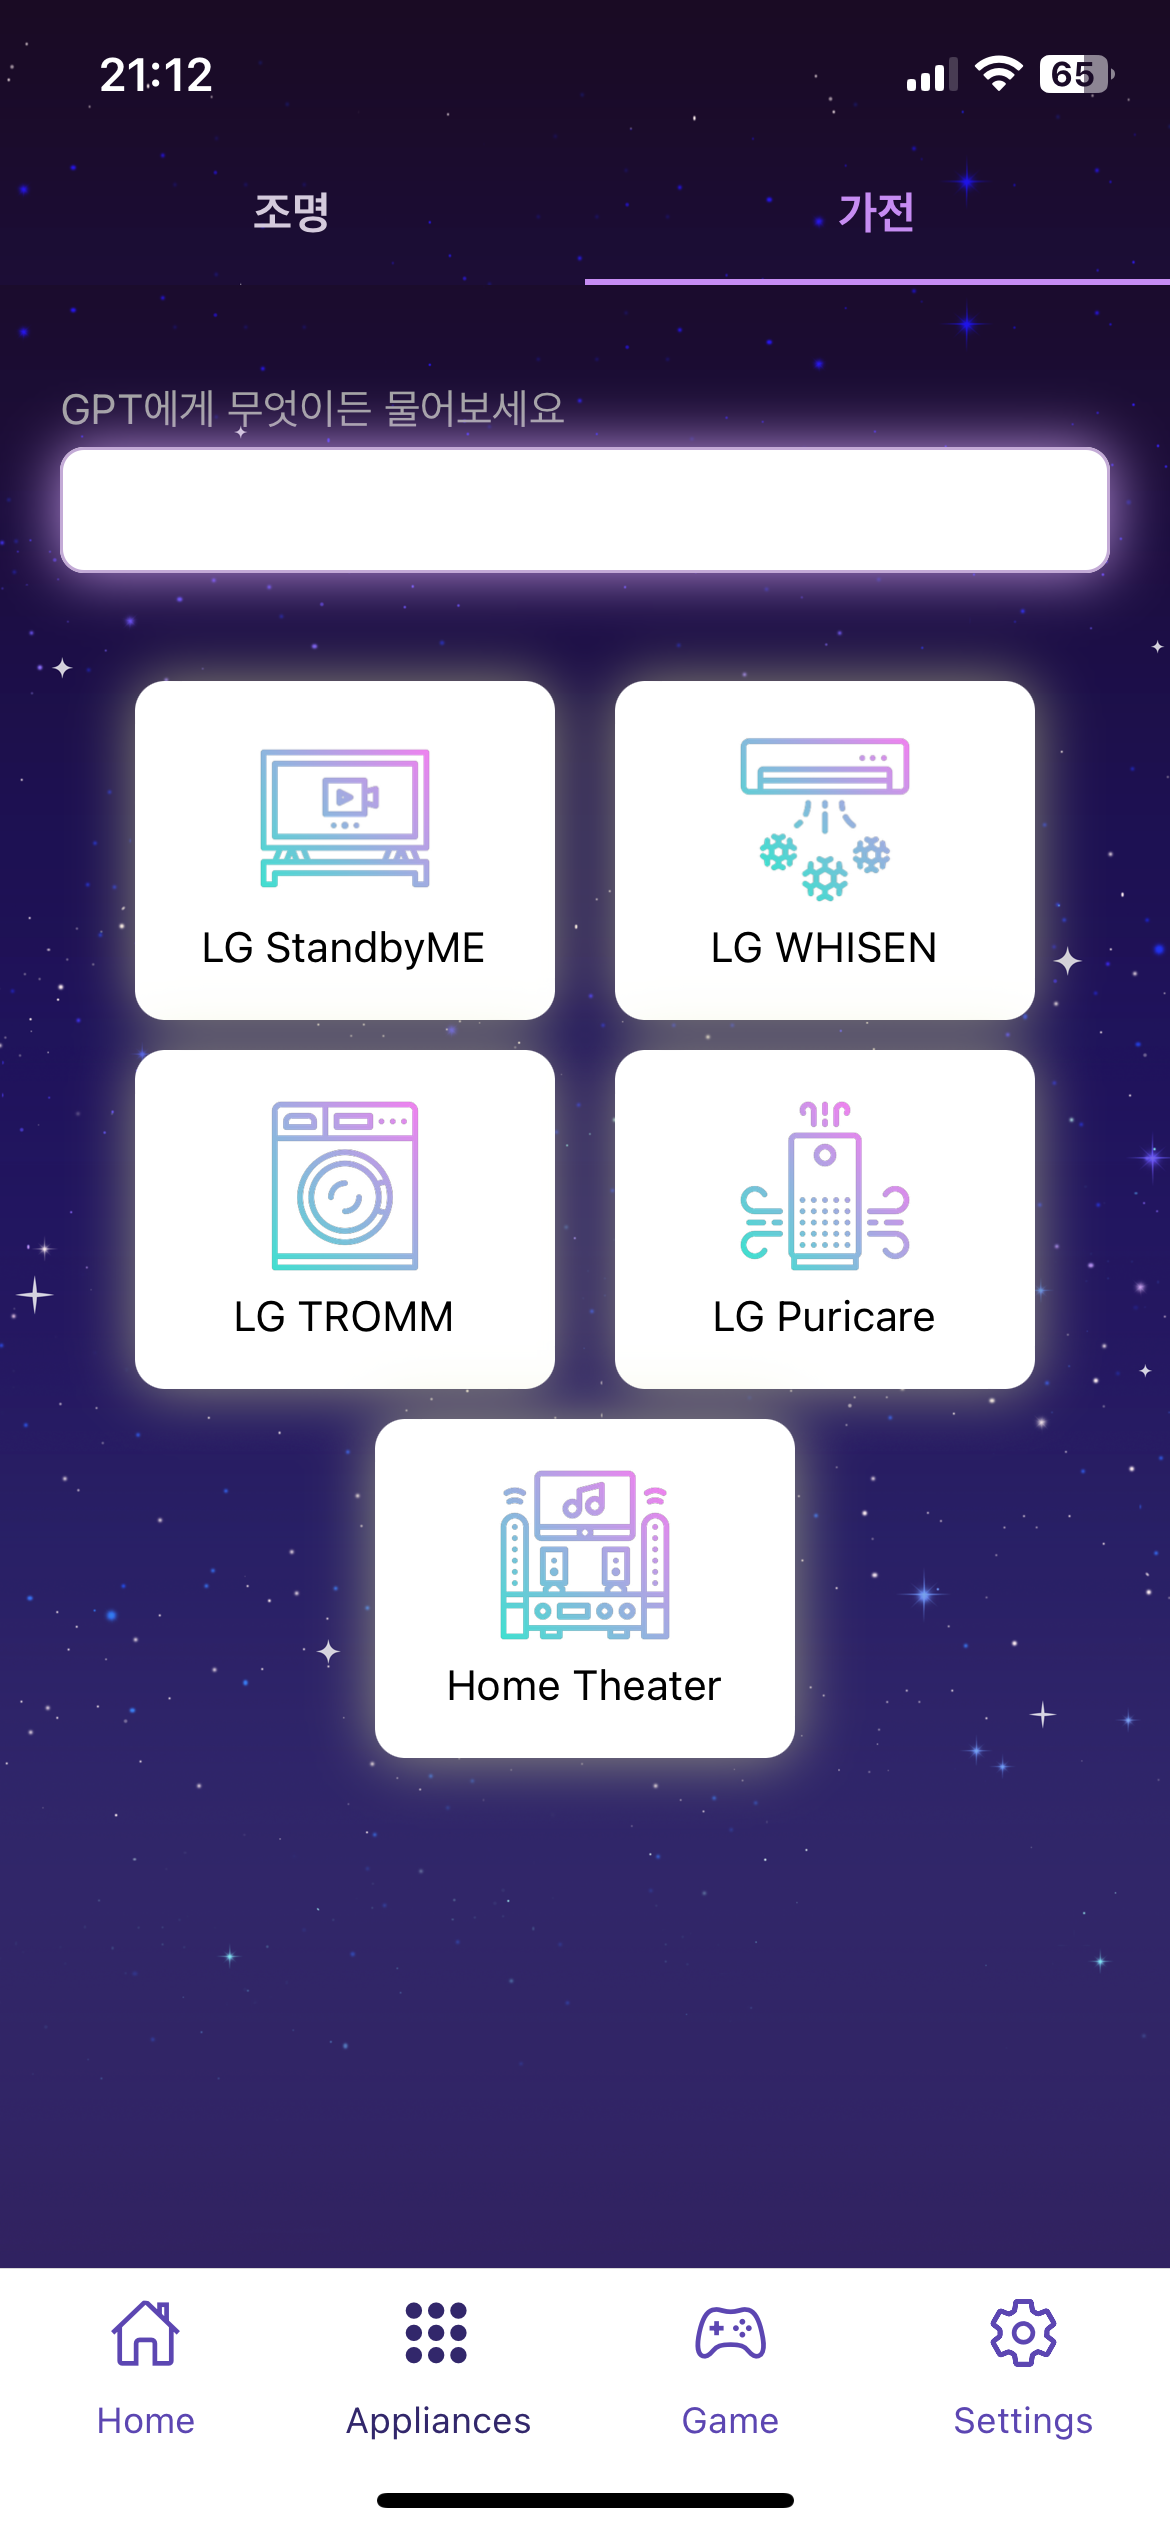 21:12
65
조명
가전
GPT에게 무엇이든 물어보세요
LG StandbyME
LG WHISEN
LG TROMM
LG Puricare
Home Theater
Home
Appliances
Game
Settings